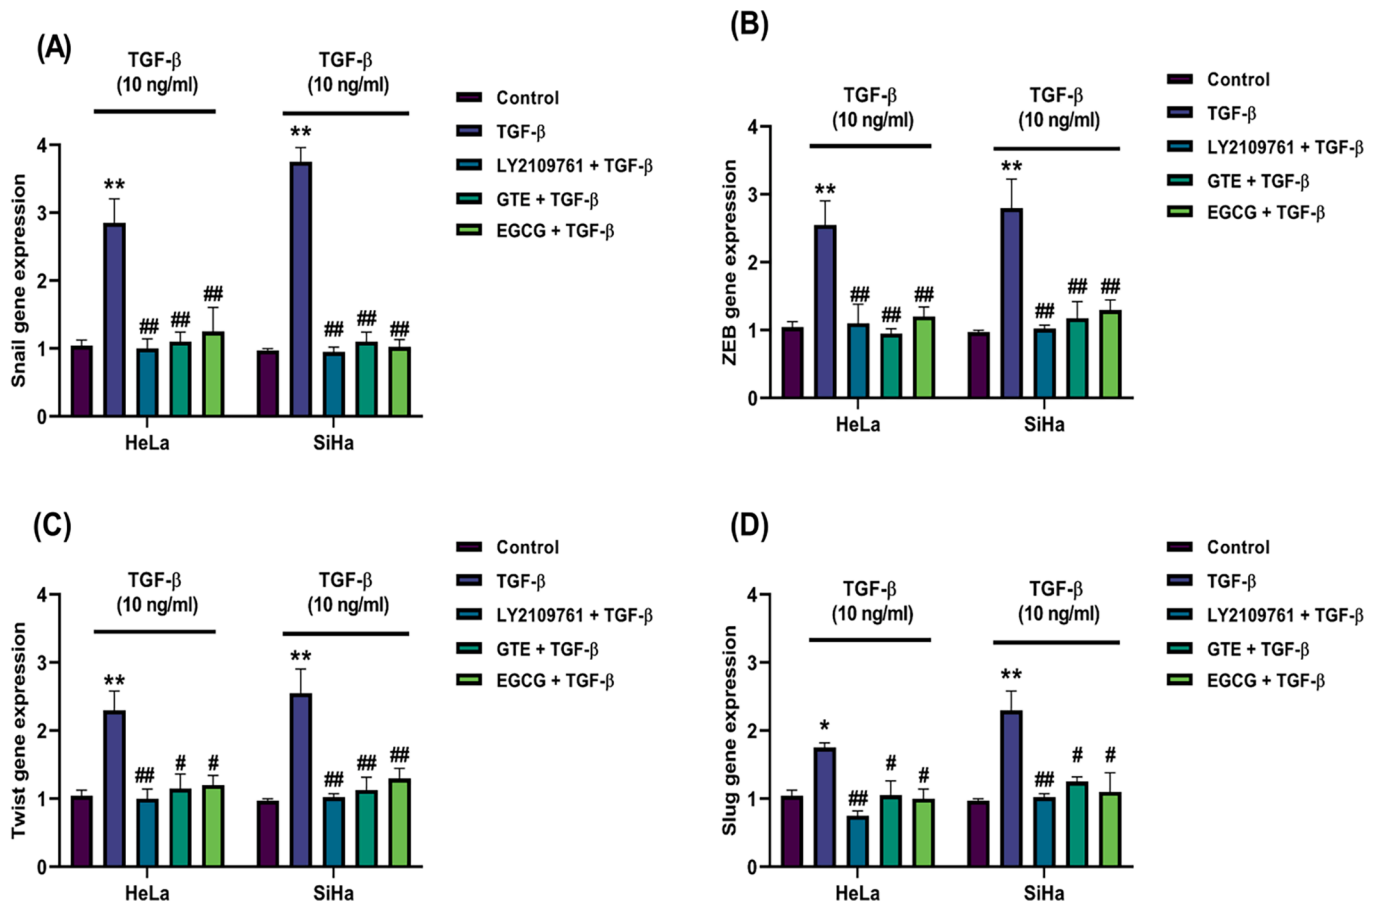 (A)
TGF-β
(10 ng/ml)
TGF-β
(10 ng/ml)
Control
TGF-β
LY2109761 + TGF-β
GTE + TGF-β
EGCG + TGF-β
Snail gene expression
4
3
2
1
0
**
##
##
##
**
##
##
##
HeLa
SiHa
(B)
TGF-β
(10 ng/ml)
TGF-β
(10 ng/ml)
Control
TGF-β
LY2109761 + TGF-β
GTE + TGF-β
EGCG + TGF-β
ZEB gene expression
4
3
2
1
0
**
##
##
##
**
##
##
##
HeLa
SiHa
(C)
TGF-β
(10 ng/ml)
TGF-β
(10 ng/ml)
Control
TGF-β
LY2109761 + TGF-β
GTE + TGF-β
EGCG + TGF-β
Twist gene expression
4
3
2
1
0
**
##
#
#
**
##
##
##
HeLa
SiHa
(D)
TGF-β
(10 ng/ml)
TGF-β
(10 ng/ml)
Control
TGF-β
LY2109761 + TGF-β
GTE + TGF-β
EGCG + TGF-β
Slug gene expression
4
3
2
1
0
*
##
#
#
**
##
#
#
HeLa
SiHa